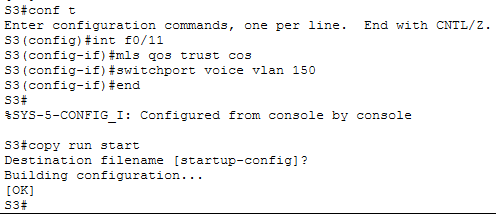 S3#conf t
Enter configuration commands, one per line.  End with CNTL/Z.
S3(config)#int f0/11
S3(config-if)#mls qos trust cos
S3(config-if)#switchport voice vlan 150
S3(config-if)#end
S3#
%SYS-5-CONFIG_I: Configured from console by console

S3#copy run start
Destination filename [startup-config]?
Building configuration...
[OK]
S3#